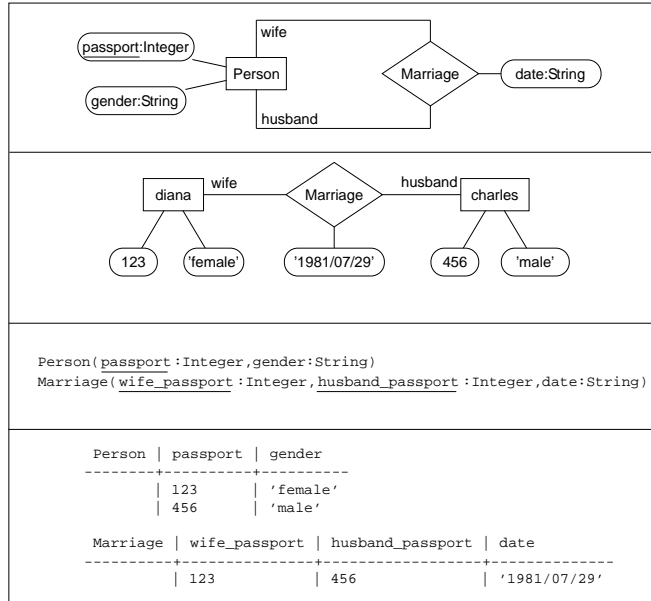 wife
passport:Integer
Person
Marriage
date:String
gender:String
husband
wife
husband
diana
Marriage
charles
123
'female'
'1981/07/29'
456
'male'
Person(passport:Integer,gender:String)
Marriage(wife_passport:Integer,husband_passport:Integer,date:String)
Person | passport | gender
---------+----------+----------
| 123 | 'female'
| 456 | 'male'
Marriage | wife_passport | husband_passport | date
----------+---------------+------------------+--------------
| 123 | 456 | '1981/07/29'